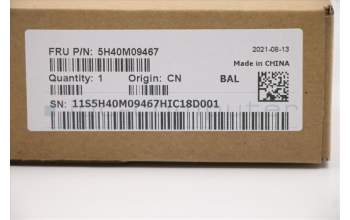 FRU P/N: 5H40M09467
2021-08-13
Made in CHINA
Quantity: 1 Origin: CN BAL
SN: 11S5H40M09467HIC18D001